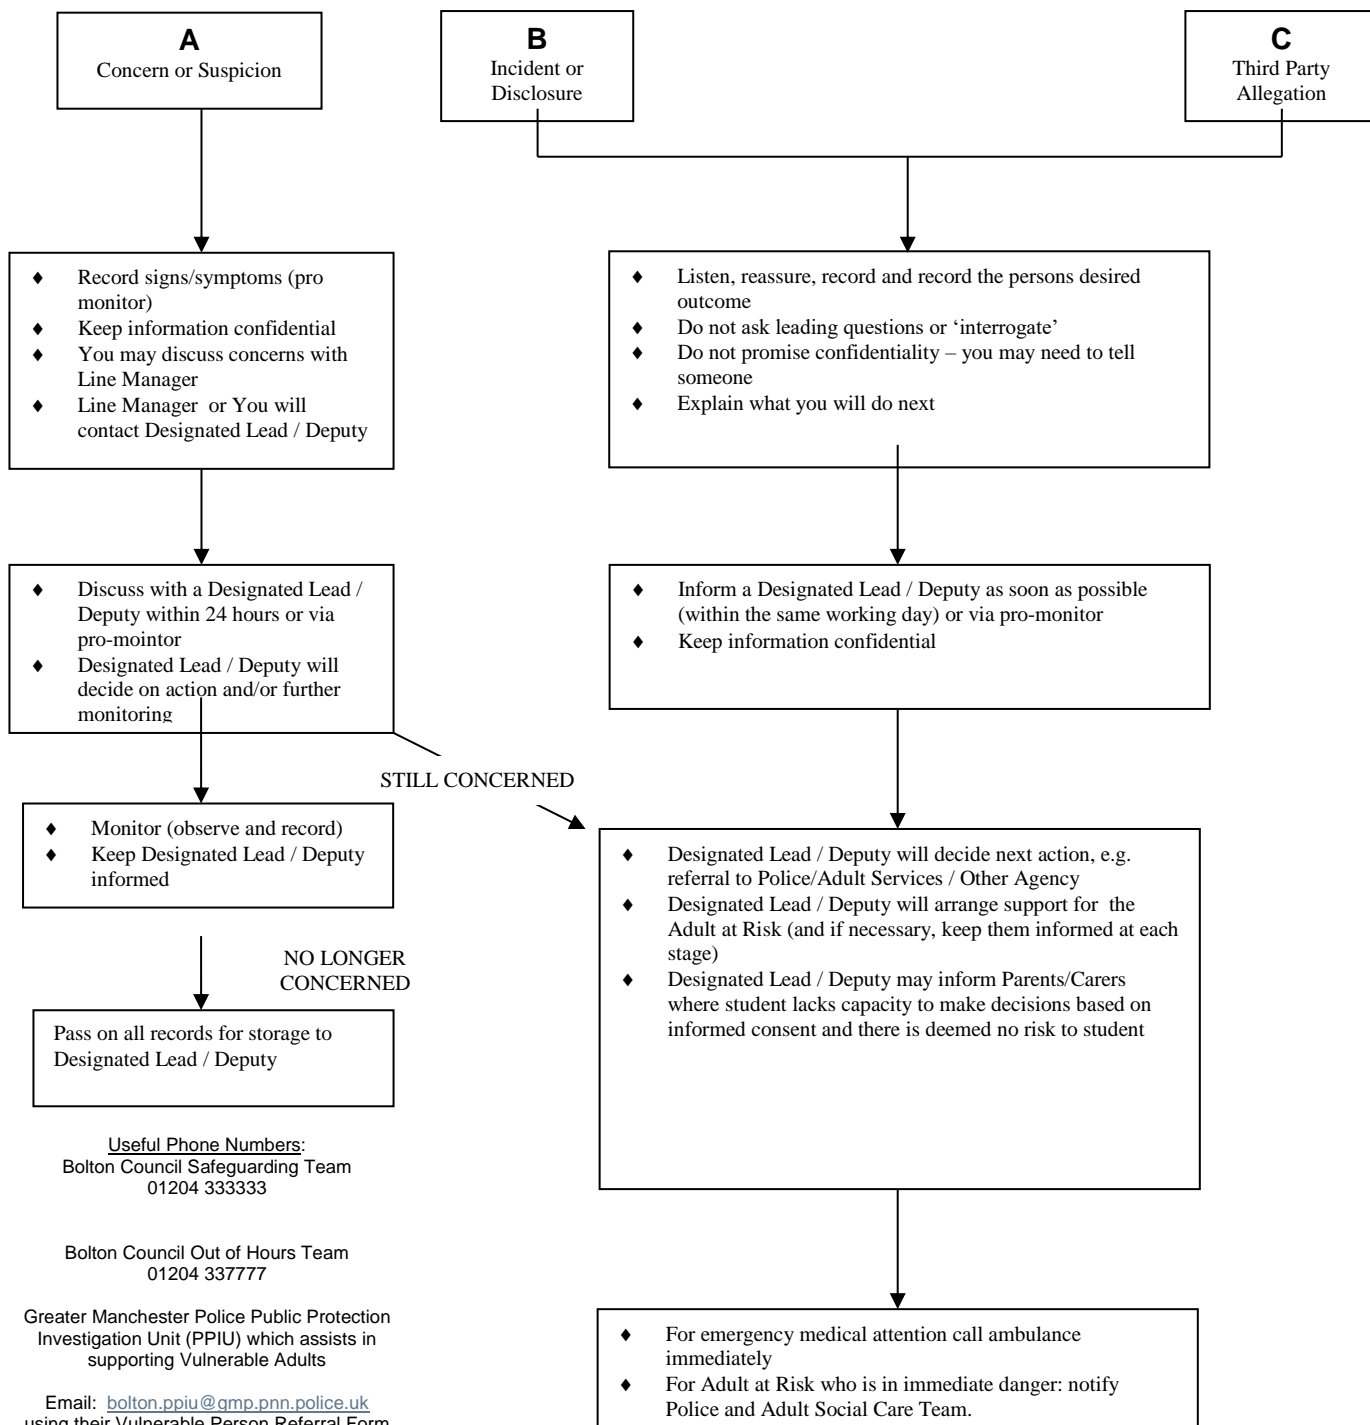 A
Concern or Suspicion
B
Incident or
Disclosure
C
Third Party
Allegation
♦ Record signs/symptoms (pro
monitor)
♦ Keep information confidential
♦ You may discuss concerns with
Line Manager
♦ Line Manager or You will
contact Designated Lead / Deputy
♦ Listen, reassure, record and record the persons desired
outcome
♦ Do not ask leading questions or ‘interrogate’
♦ Do not promise confidentiality – you may need to tell
someone
♦ Explain what you will do next
♦ Discuss with a Designated Lead /
Deputy within 24 hours or via
pro-mointor
♦ Designated Lead / Deputy will
decide on action and/or further
monitoring
♦ Inform a Designated Lead / Deputy as soon as possible
(within the same working day) or via pro-monitor
♦ Keep information confidential
STILL CONCERNED
♦ Monitor (observe and record)
♦ Keep Designated Lead / Deputy
informed
♦ Designated Lead / Deputy will decide next action, e.g.
referral to Police/Adult Services / Other Agency
♦ Designated Lead / Deputy will arrange support for the
Adult at Risk (and if necessary, keep them informed at each
stage)
♦ Designated Lead / Deputy may inform Parents/Carers
where student lacks capacity to make decisions based on
informed consent and there is deemed no risk to student
NO LONGER
CONCERNED
Pass on all records for storage to
Designated Lead / Deputy
Useful Phone Numbers:
Bolton Council Safeguarding Team
01204 333333
Bolton Council Out of Hours Team
01204 337777
Greater Manchester Police Public Protection
Investigation Unit (PPIU) which assists in
supporting Vulnerable Adults
Email: bolton.ppiu@gmp.pnn.police.uk
using their Vulnerable Person Referral Form
♦ For emergency medical attention call ambulance
immediately
♦ For Adult at Risk who is in immediate danger: notify
Police and Adult Social Care Team.